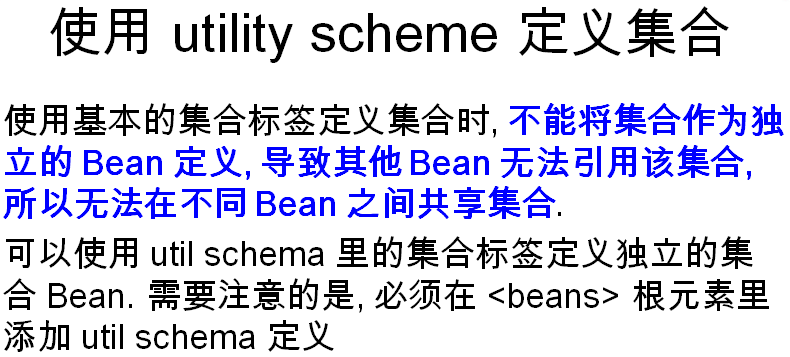 使用 utility scheme 定义集合
使用基本的集合标签定义集合时, 不能将集合作为独
立的 Bean 定义, 导致其他 Bean 无法引用该集合,
所以无法在不同 Bean 之间共享集合.
可以使用 util schema 里的集合标签定义独立的集
合 Bean. 需要注意的是, 必须在 <beans> 根元素里
添加 util schema 定义